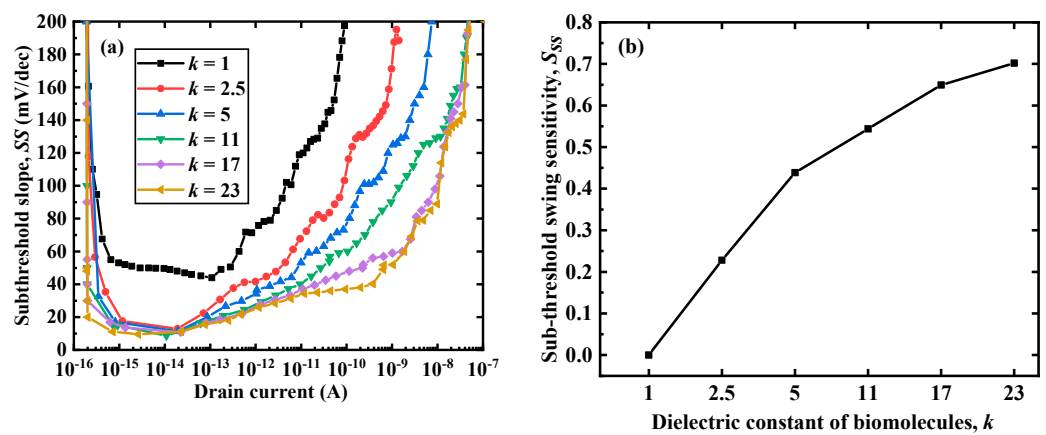 (a)
k = 1
k = 2.5
k = 5
k = 11
k = 17
k = 23
Subthreshold slope, SS (mV/dec)
200
180
160
140
120
100
80
60
40
20
0
10⁻¹⁶ 10⁻¹⁵ 10⁻¹⁴ 10⁻¹³ 10⁻¹² 10⁻¹¹ 10⁻¹⁰ 10⁻⁹ 10⁻⁸ 10⁻⁷
Drain current (A)
(b)
Sub-threshold swing sensitivity, S_SS
0.8
0.7
0.6
0.5
0.4
0.3
0.2
0.1
0.0
1 2.5 5 11 17 23
Dielectric constant of biomolecules, k